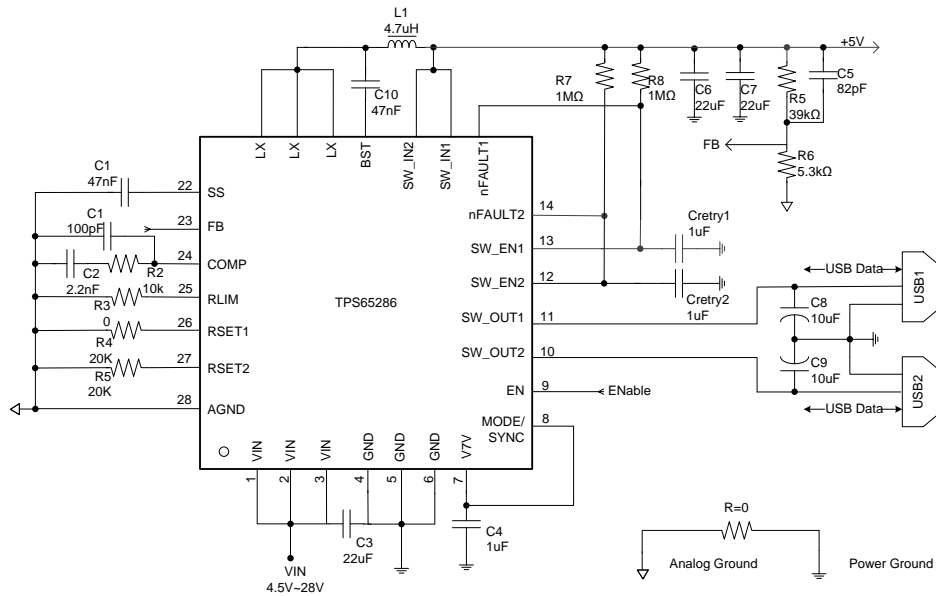 L1
4.7uH
+5V
C10
47nF
R7
1MΩ
R8
1MΩ
C6
22uF
C7
22uF
R5
39kΩ
C5
82pF
FB
R6
5.3kΩ
LX
LX
LX
BST
SW_IN2
SW_IN1
nFAULT1
C1
47nF
22
SS
C1
100pF
23
FB
24
COMP
C2
2.2nF
R2
10k
25
RLIM
R3
0
26
RSET1
R4
20K
27
RSET2
R5
20K
28
AGND
TPS65286
nFAULT2
14
SW_EN1
13
SW_EN2
12
SW_OUT1
11
SW_OUT2
10
EN
9
ENable
MODE/
SYNC
8
Cretry1
1uF
Cretry2
1uF
USB Data
USB1
C8
10uF
C9
10uF
USB2
USB Data
VIN
VIN
VIN
GND
GND
GND
V7V
1
2
3
4
5
6
7
C3
22uF
C4
1uF
VIN
4.5V~28V
R=0
Analog Ground
Power Ground